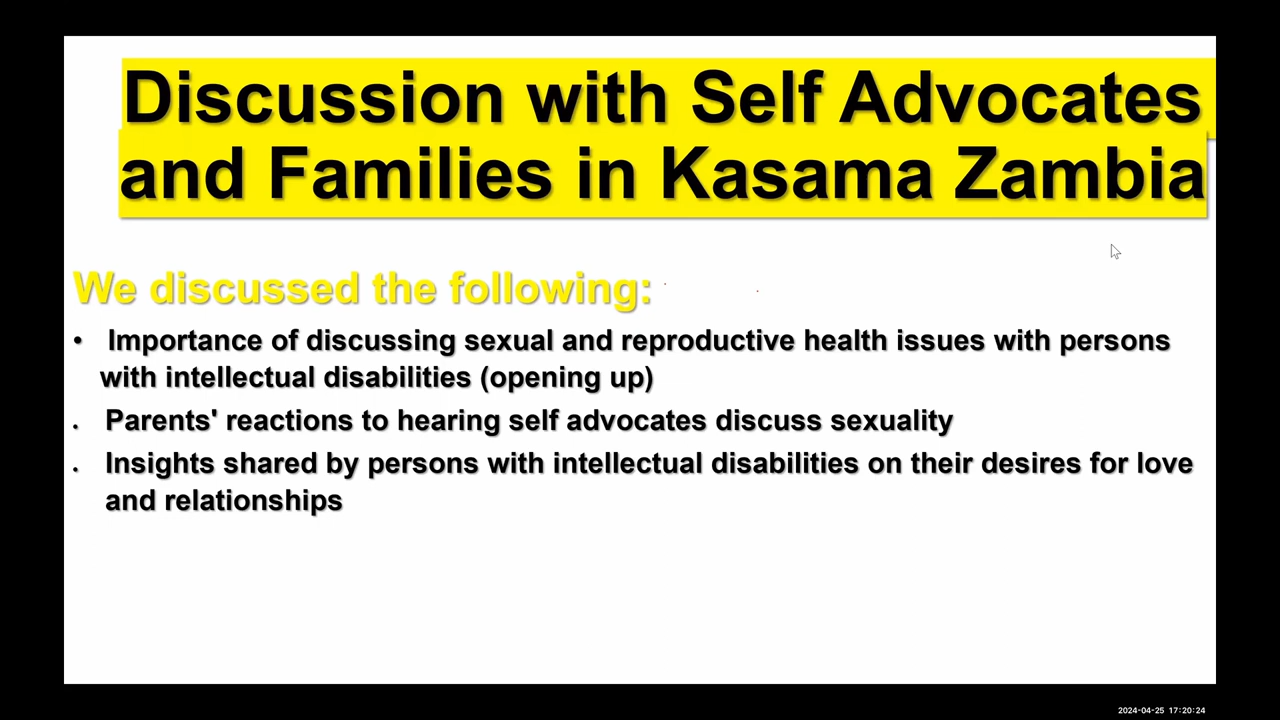 Discussion with Self Advocates
and Families in Kasama Zambia
We discussed the following:
• Importance of discussing sexual and reproductive health issues with persons
with intellectual disabilities (opening up)
• Parents' reactions to hearing self advocates discuss sexuality
• Insights shared by persons with intellectual disabilities on their desires for love
and relationships
2024-04-25 17:20:24